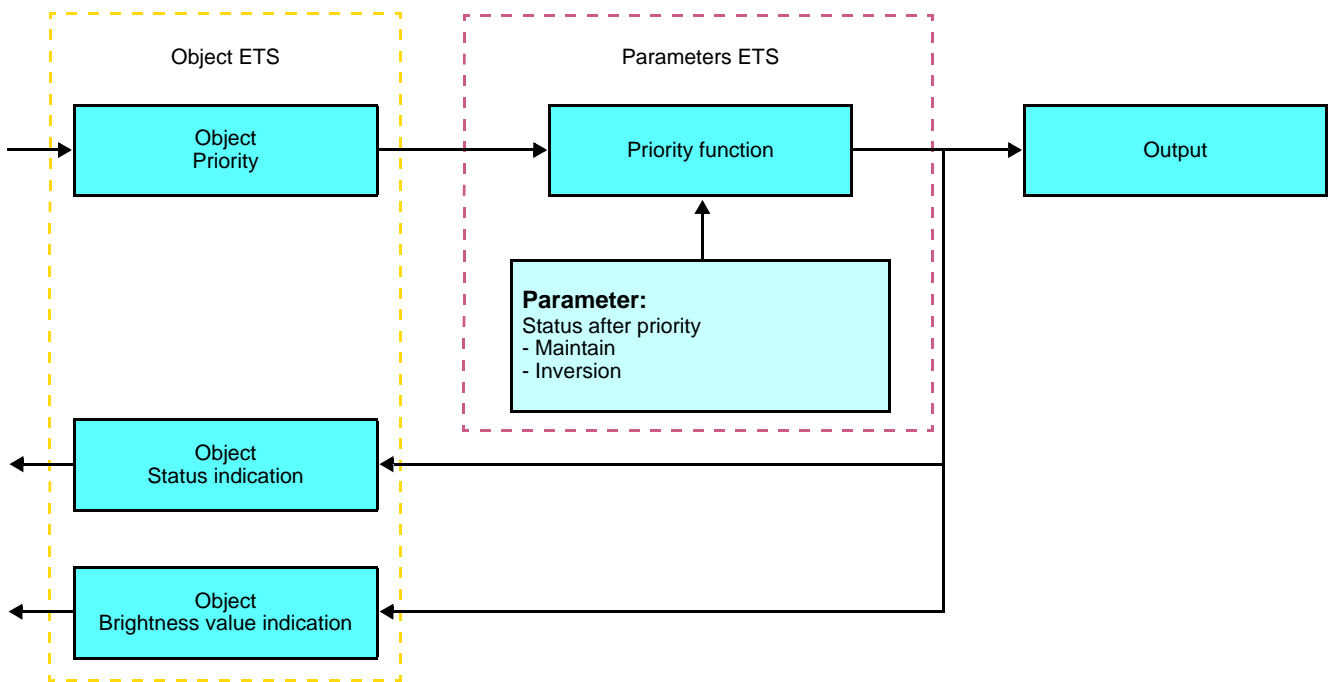 Object ETS
Parameters ETS
Object
Priority
Priority function
Output
Parameter:
Status after priority
- Maintain
- Inversion
Object
Status indication
Object
Brightness value indication